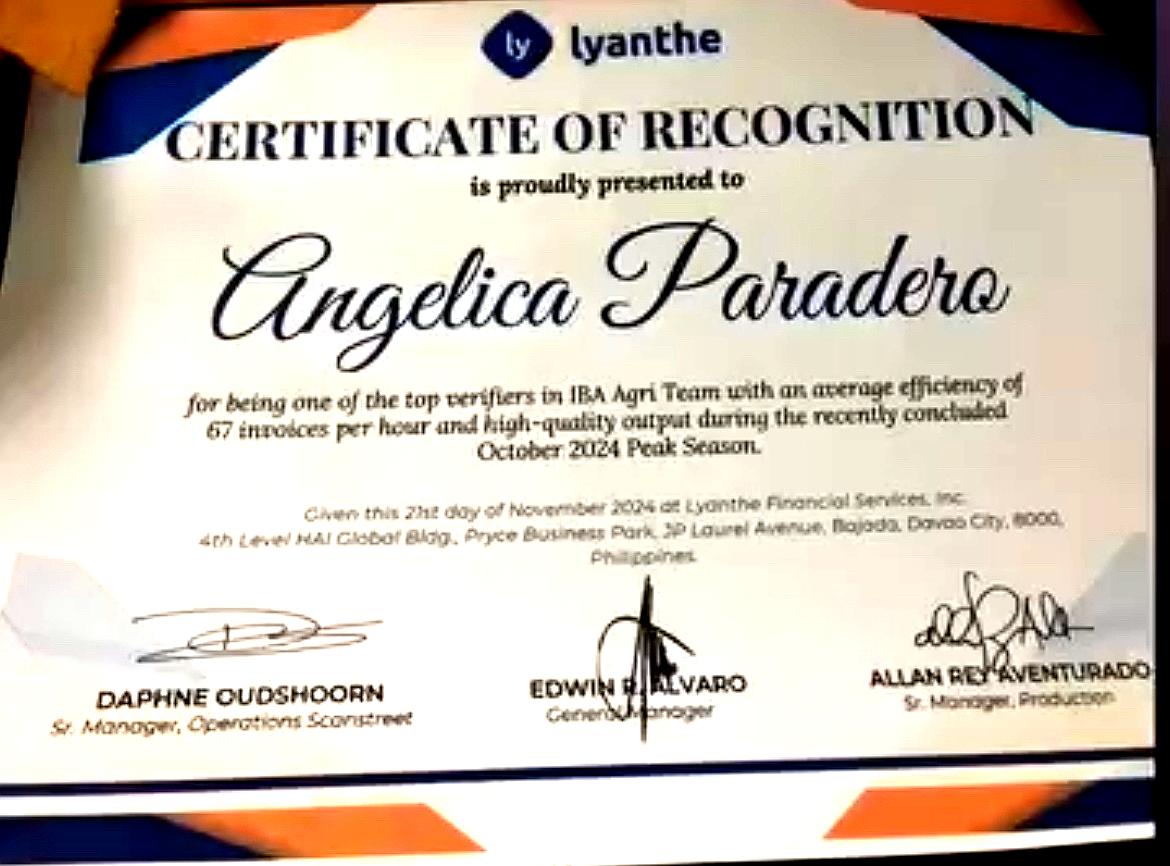 ly lyanthe
CERTIFICATE OF RECOGNITION
is proudly presented to
Angelica Paradero
for being one of the top verifiers in IBA Agri Team with an average efficiency of
67 invoices per hour and high-quality output during the recently concluded
October 2024 Peak Season.
Given this 21st day of November 2024 at Lyanthe Financial Services, Inc.
4th Level HAI Global Bldg., Pryce Business Park, JP Laurel Avenue, Bajada, Davao City, 8000,
Philippines.
DAPHNE OUDSHOORN EDWIN R. ALVARO ALLAN REY AVENTURADO
Sr. Manager, Operations Scanstreet General Manager Sr. Manager, Production